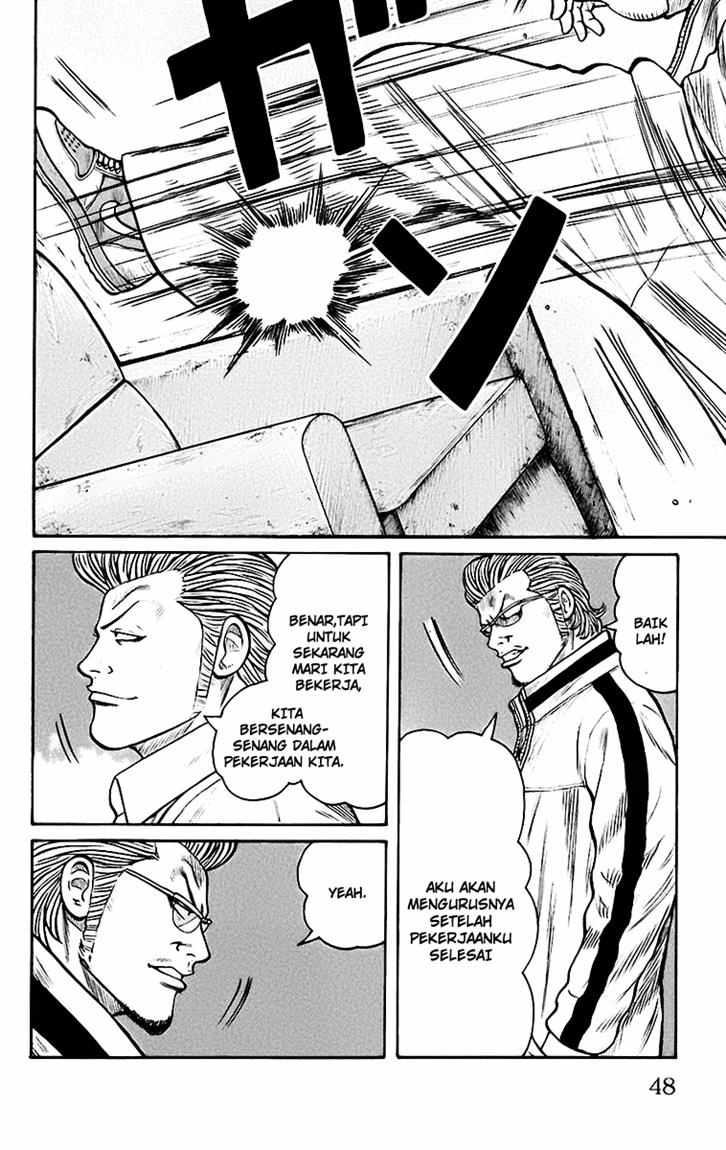 ガン
BAIK
LAH!
AKU AKAN
MENGURUSNYA
SETELAH
PEKERJAANKU
SELESAI
BENAR,TAPI
UNTUK
SEKARANG
MARI KITA
BEKERJA,
KITA
BERSENANG-
SENANG DALAM
PEKERJAAN KITA.
YEAH.
48